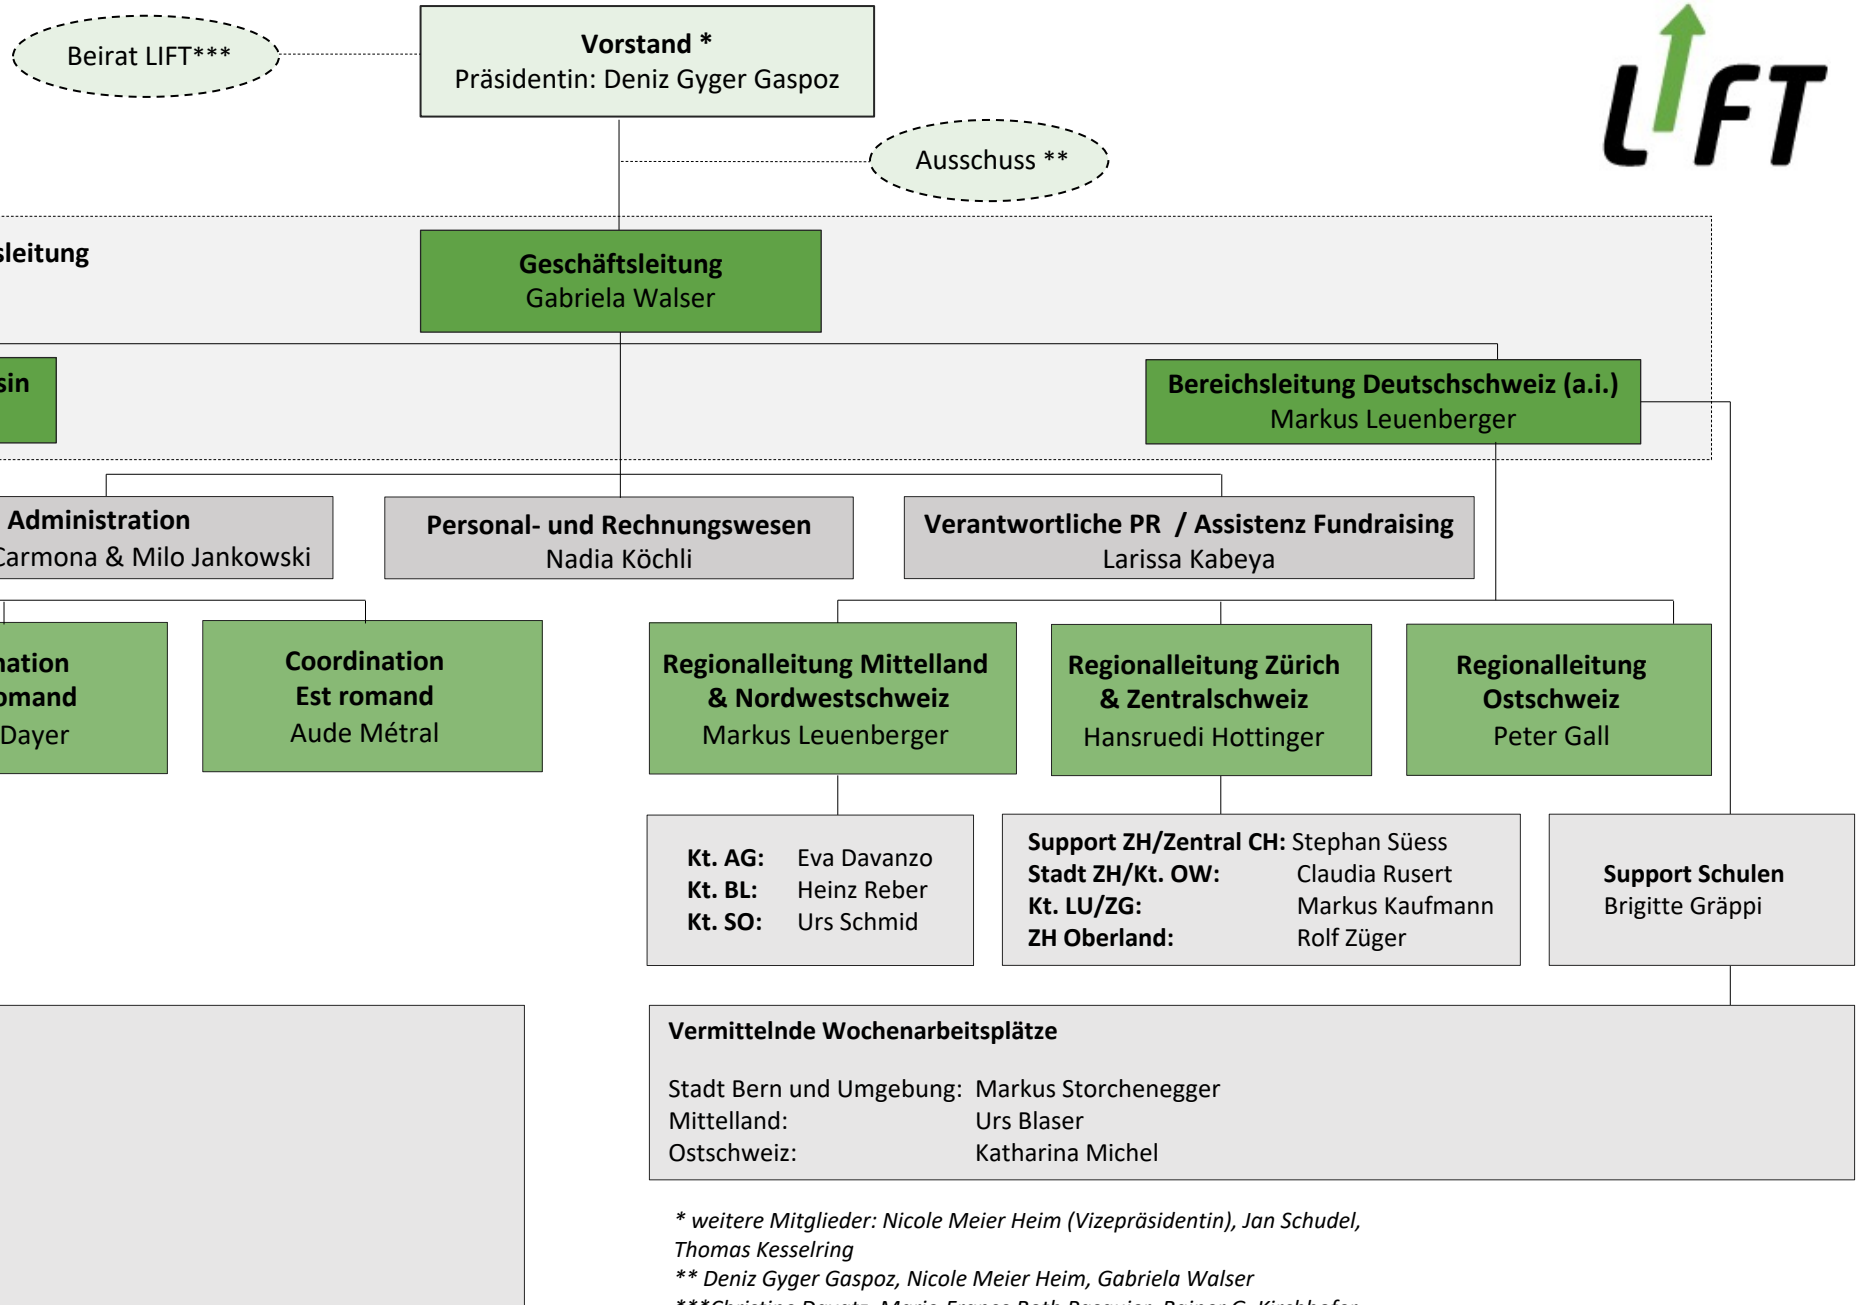 Beirat LIFT***
Vorstand *
Präsidentin: Deniz Gyger Gaspoz
LIFT
Ausschuss **
sleitung
Geschäftsleitung
Gabriela Walser
sin
Bereichsleitung Deutschschweiz (a.i.)
Markus Leuenberger
Administration
Carmona & Milo Jankowski
Personal- und Rechnungswesen
Nadia Köchli
Verantwortliche PR / Assistenz Fundraising
Larissa Kabeya
nation
omand
Dayer
Coordination
Est romand
Aude Métral
Regionalleitung Mittelland
& Nordwestschweiz
Markus Leuenberger
Regionalleitung Zürich
& Zentralschweiz
Hansruedi Hottinger
Regionalleitung
Ostschweiz
Peter Gall
Kt. AG: Eva Davanzo
Kt. BL: Heinz Reber
Kt. SO: Urs Schmid
Support ZH/Zentral CH: Stephan Süess
Stadt ZH/Kt. OW: Claudia Rusert
Kt. LU/ZG: Markus Kaufmann
ZH Oberland: Rolf Züger
Support Schulen
Brigitte Gräppi
Vermittelnde Wochenarbeitsplätze
Stadt Bern und Umgebung: Markus Storchenegger
Mittelland: Urs Blaser
Ostschweiz: Katharina Michel
* weitere Mitglieder: Nicole Meier Heim (Vizepräsidentin), Jan Schudel,
Thomas Kesselring
** Deniz Gyger Gaspoz, Nicole Meier Heim, Gabriela Walser